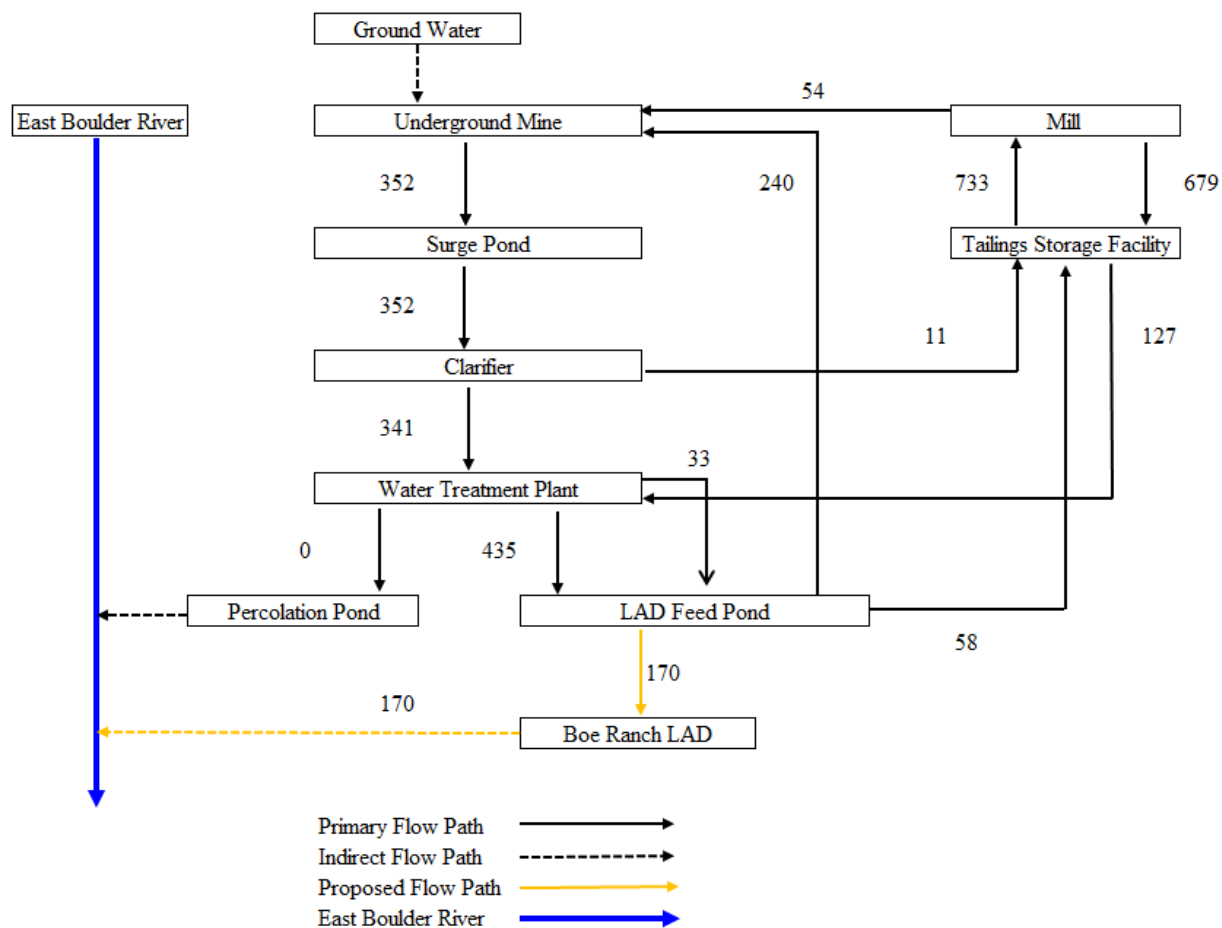 Ground Water
54
East Boulder River
Underground Mine
Mill
352
240
733
679
Surge Pond
Tailings Storage Facility
352
11
127
Clarifier
341
33
Water Treatment Plant
0
435
Percolation Pond
LAD Feed Pond
58
170
170
Boe Ranch LAD
Primary Flow Path
Indirect Flow Path
Proposed Flow Path
East Boulder River